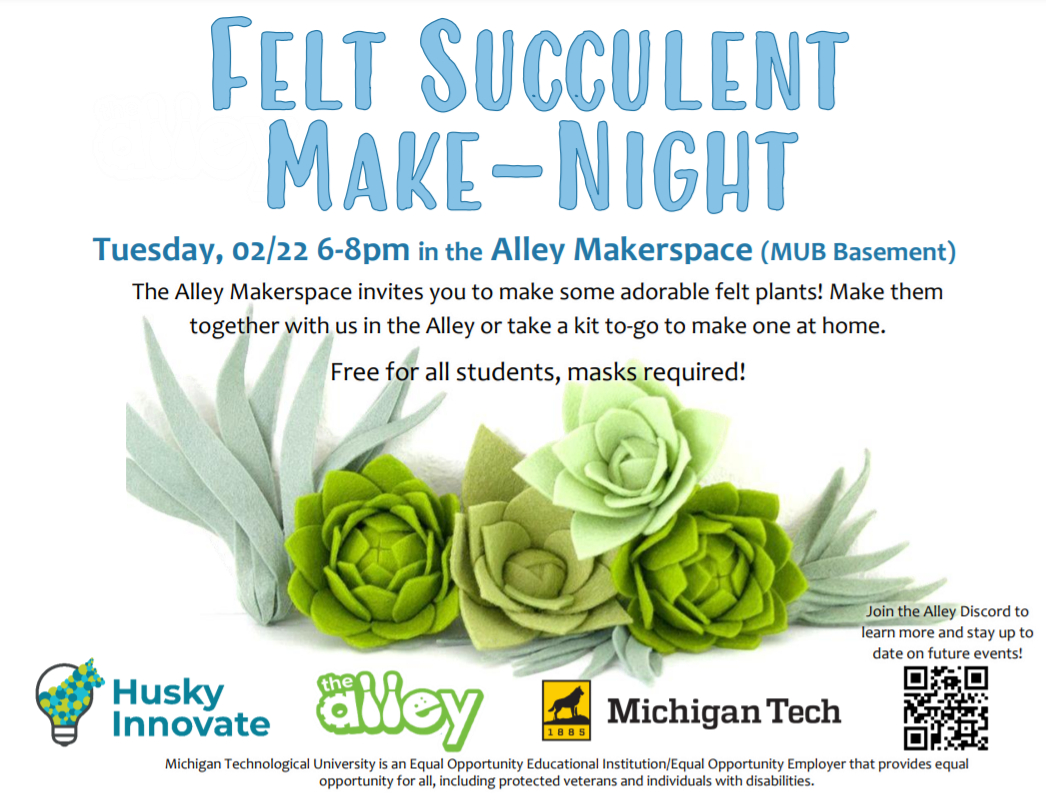 FELT SUCCULENT
MAKE-NIGHT
Tuesday, 02/22 6-8pm in the Alley Makerspace (MUB Basement)
The Alley Makerspace invites you to make some adorable felt plants! Make them
together with us in the Alley or take a kit to-go to make one at home.
Free for all students, masks required!
Join the Alley Discord to
learn more and stay up to
date on future events!
Husky
Innovate
the
alley
1885
Michigan Tech
Michigan Technological University is an Equal Opportunity Educational Institution/Equal Opportunity Employer that provides equal
opportunity for all, including protected veterans and individuals with disabilities.